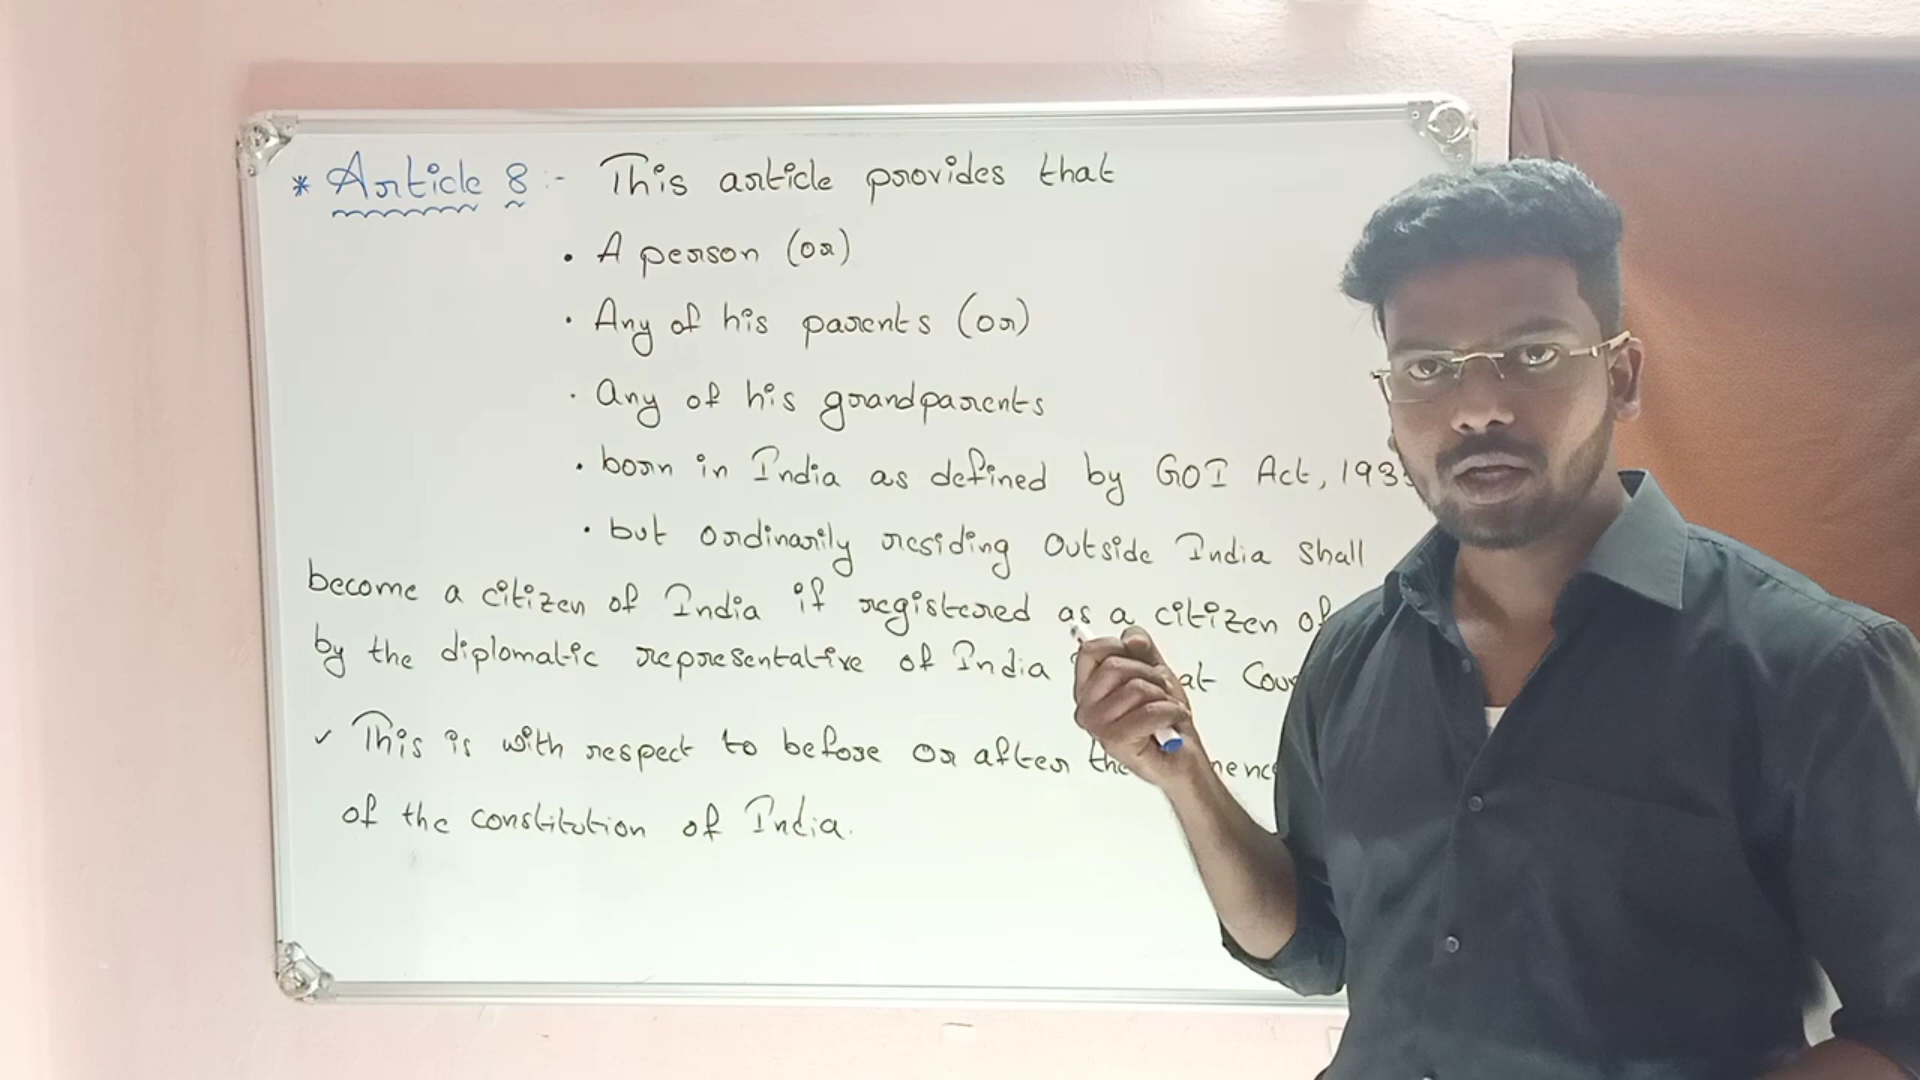 * Article 8 :- This article provides that
• A person (or)
• Any of his parents (or)
• Any of his grandparents
• born in India as defined by GOI Act, 193
• but ordinarily residing outside India shall
become a citizen of India if registered as a citizen of
by the diplomatic representative of India
✓ This is with respect to before or after the
of the constitution of India.